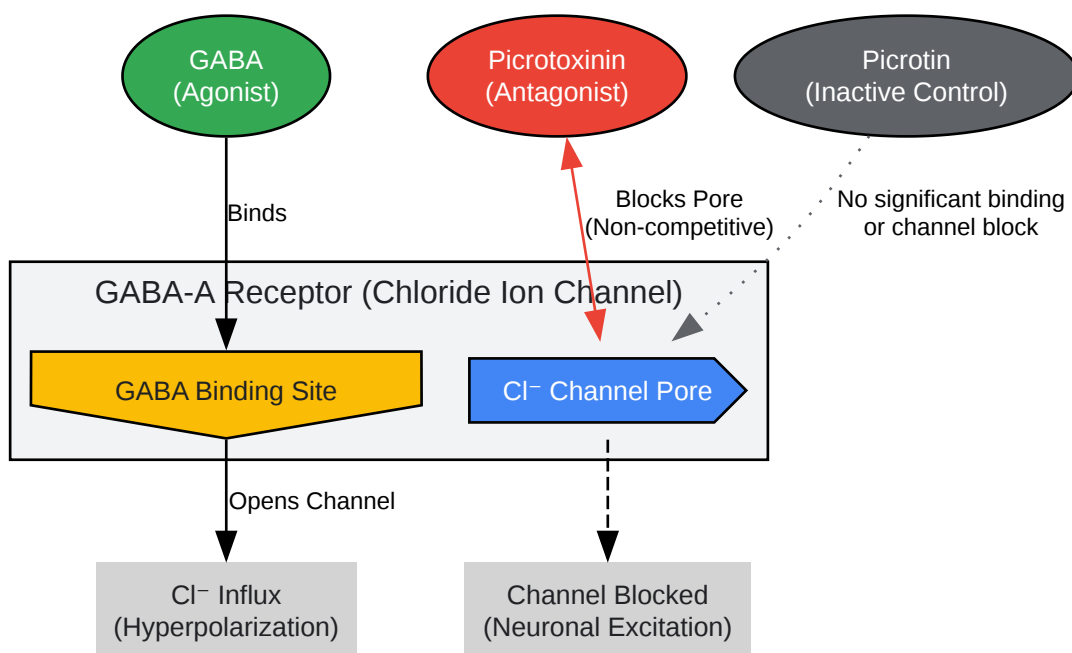 GABA
(Agonist)
Picrotoxinin
(Antagonist)
Picrotin
(Inactive Control)
Binds
Blocks Pore
(Non-competitive)
No significant binding
or channel block
GABA-A Receptor (Chloride Ion Channel)
GABA Binding Site
Cl⁻ Channel Pore
Opens Channel
Cl⁻ Influx
(Hyperpolarization)
Channel Blocked
(Neuronal Excitation)